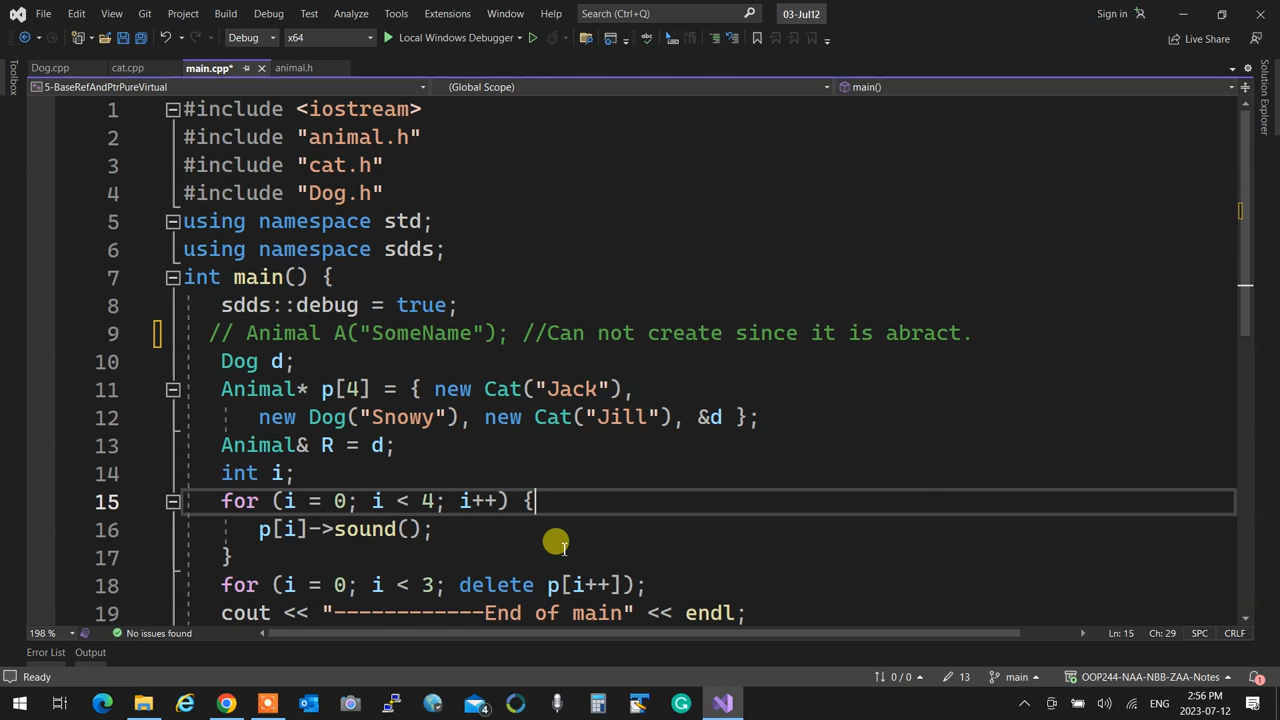 File Edit View Git Project Build Debug Test Analyze Tools Extensions Window Help Search (Ctrl+Q) 03-Jul12 Sign in
Debug x64 Local Windows Debugger Live Share
Dog.cpp cat.cpp main.cpp* animal.h
Toolbox
Solution Explorer
5-BaseRefAndPtrPureVirtual (Global Scope) main()
1 #include <iostream>
2 #include "animal.h"
3 #include "cat.h"
4 #include "Dog.h"
5 using namespace std;
6 using namespace sdds;
7 int main() {
8 sdds::debug = true;
9 // Animal A("SomeName"); //Can not create since it is abract.
10 Dog d;
11 Animal* p[4] = { new Cat("Jack"),
12 new Dog("Snowy"), new Cat("Jill"), &d };
13 Animal& R = d;
14 int i;
15 for (i = 0; i < 4; i++) {
16 p[i]->sound();
17 }
18 for (i = 0; i < 3; delete p[i++]);
19 cout << "------------End of main" << endl;
198 % No issues found Ln: 15 Ch: 29 SPC CRLF
Error List Output
Ready 0 / 0 13 main OOP244-NAA-NBB-ZAA-Notes 1
4 ENG 2:56 PM
2023-07-12